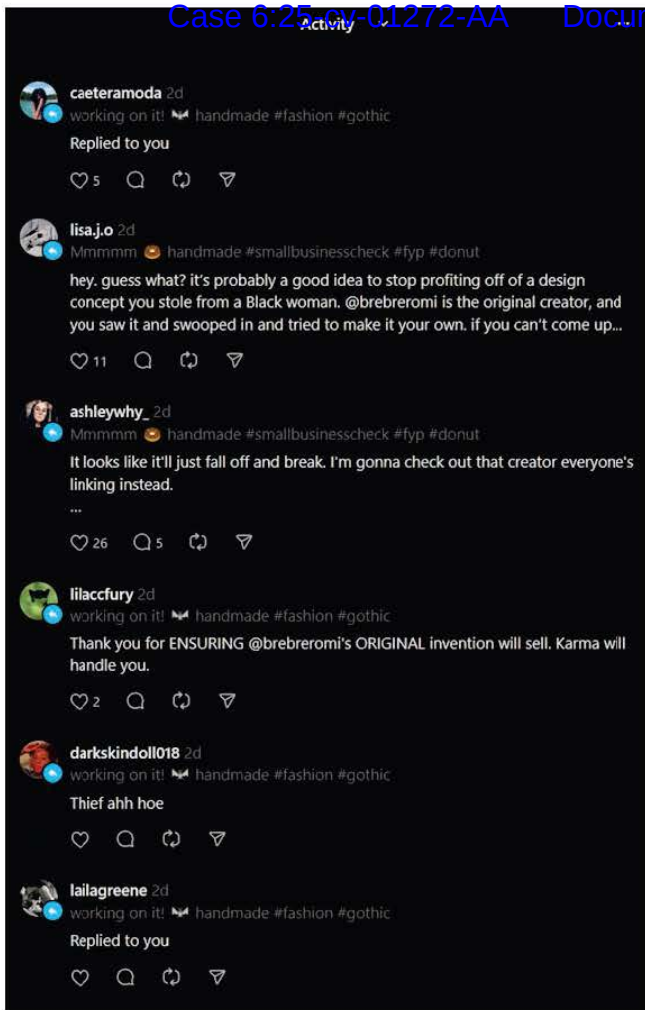 Case 6:25-cv-01272-AA Docum
Activity
caeteramoda 2d
working on it! 🦇 handmade #fashion #gothic
Replied to you
5
lisa.j.o 2d
Mmmmm 🍩 handmade #smallbusinesscheck #fyp #donut
hey. guess what? it's probably a good idea to stop profiting off of a design
concept you stole from a Black woman. @brebreromi is the original creator, and
you saw it and swooped in and tried to make it your own. if you can't come up...
11
ashleywhy_ 2d
Mmmmm 🍩 handmade #smallbusinesscheck #fyp #donut
It looks like it'll just fall off and break. I'm gonna check out that creator everyone's
linking instead.
...
26 5
lilaccfury 2d
working on it! 🦇 handmade #fashion #gothic
Thank you for ENSURING @brebreromi's ORIGINAL invention will sell. Karma will
handle you.
2
darkskindoll018 2d
working on it! 🦇 handmade #fashion #gothic
Thief ahh hoe
lailagreene 2d
working on it! 🦇 handmade #fashion #gothic
Replied to you